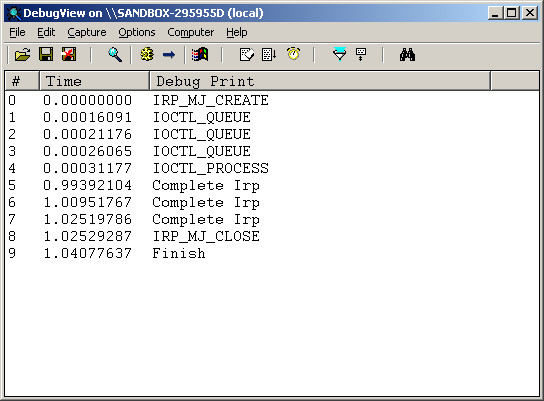 DebugView on \\SANDBOX-295955D (local)
File Edit Capture Options Computer Help
# Time Debug Print
0 0.00000000 IRP_MJ_CREATE
1 0.00016091 IOCTL_QUEUE
2 0.00021176 IOCTL_QUEUE
3 0.00026065 IOCTL_QUEUE
4 0.00031177 IOCTL_PROCESS
5 0.99392104 Complete Irp
6 1.00951767 Complete Irp
7 1.02519786 Complete Irp
8 1.02529287 IRP_MJ_CLOSE
9 1.04077637 Finish